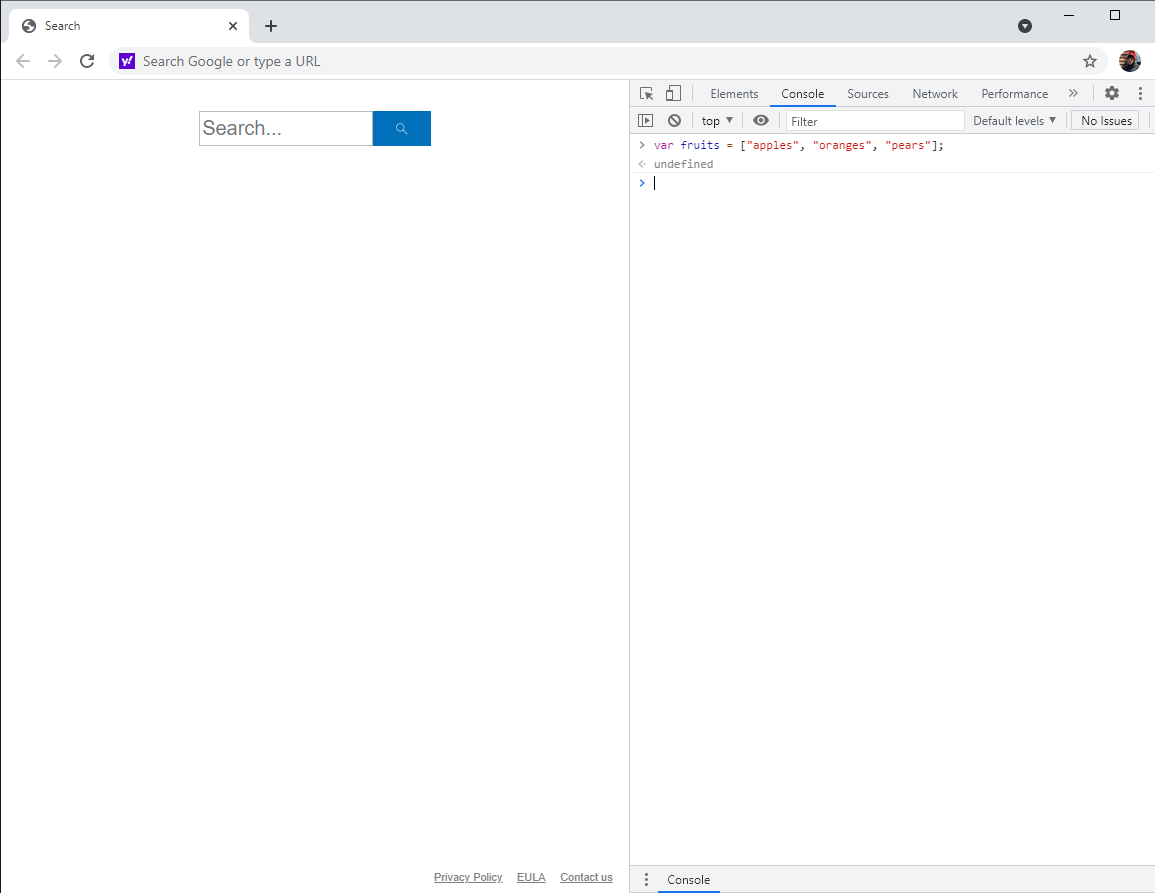 Search
y! Search Google or type a URL
Search...
Elements Console Sources Network Performance »
top Filter Default levels No Issues
> var fruits = ["apples", "oranges", "pears"];
undefined
>
Privacy Policy EULA Contact us
Console